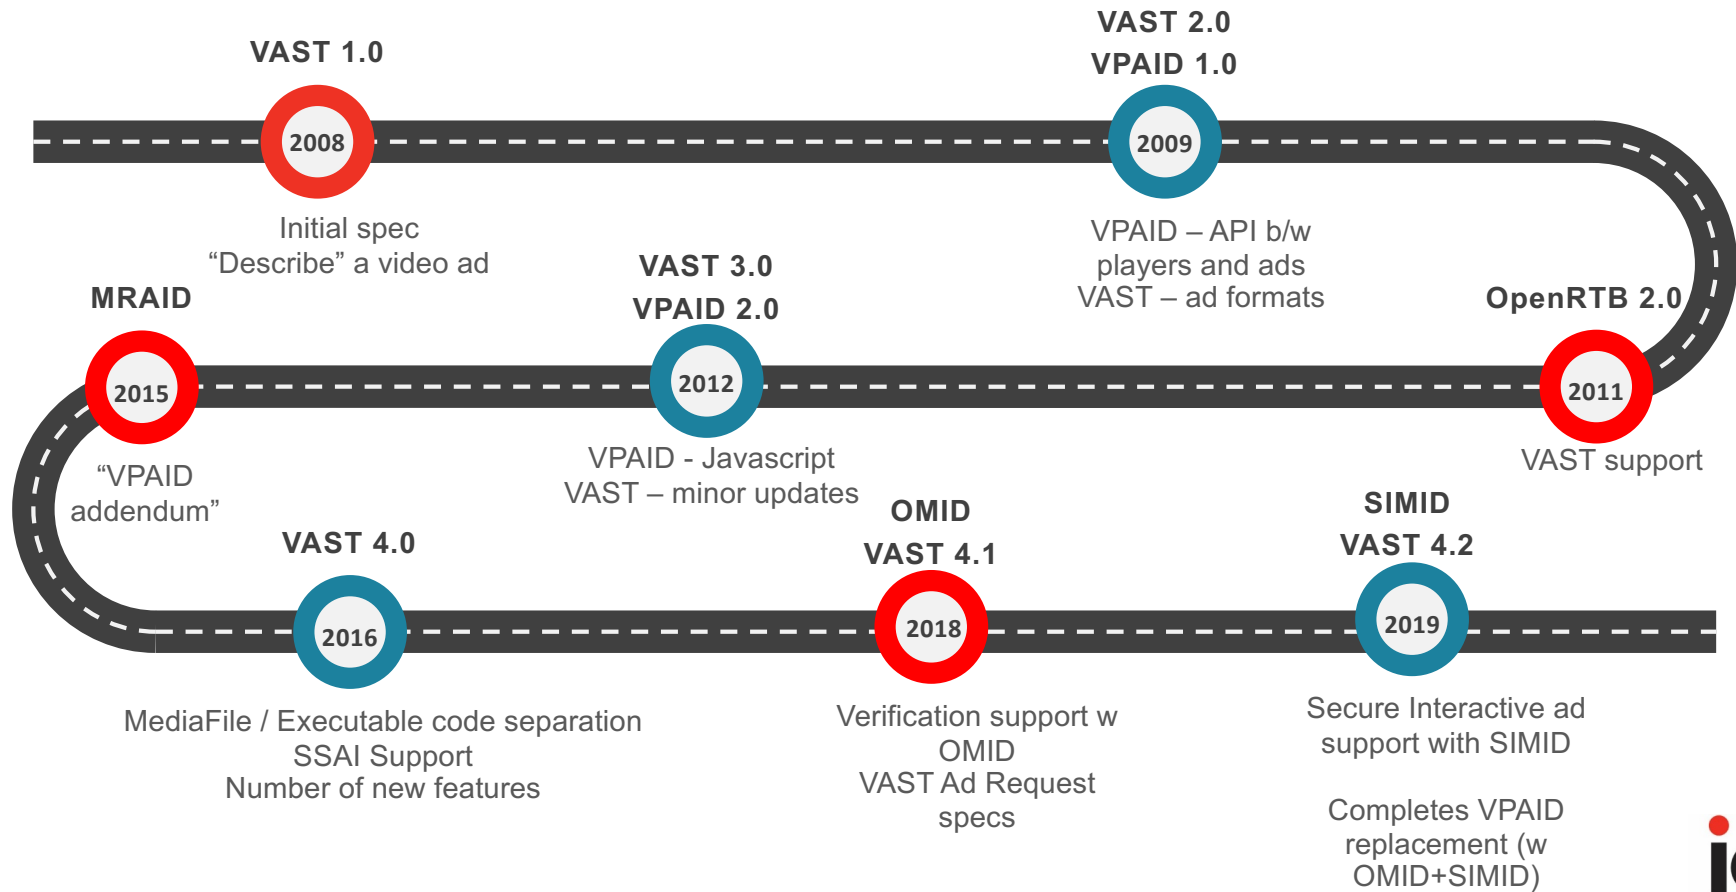 VAST 1.0
2008
Initial spec
“Describe” a video ad
VAST 2.0
VPAID 1.0
2009
VPAID – API b/w
players and ads
VAST – ad formats
OpenRTB 2.0
2011
VAST support
VAST 3.0
VPAID 2.0
2012
VPAID - Javascript
VAST – minor updates
MRAID
2015
“VPAID
addendum”
VAST 4.0
2016
MediaFile / Executable code separation
SSAI Support
Number of new features
OMID
VAST 4.1
2018
Verification support w
OMID
VAST Ad Request
specs
SIMID
VAST 4.2
2019
Secure Interactive ad
support with SIMID
Completes VPAID
replacement (w
OMID+SIMID)